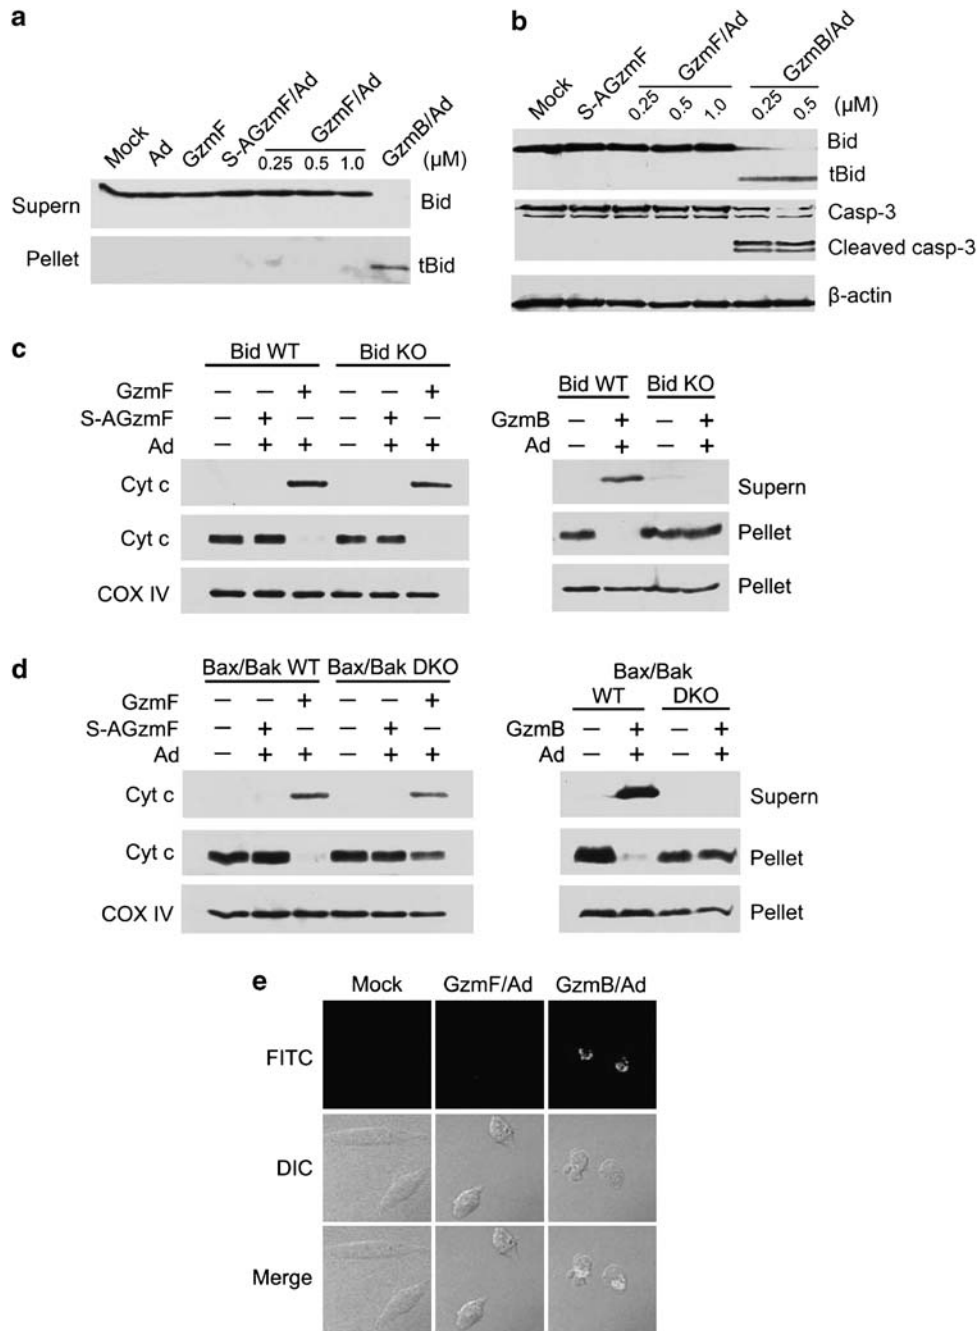 a
Mock Ad GzmF S-AGzmF/Ad GzmF/Ad GzmB/Ad
0.25 0.5 1.0 (µM)
Supern Bid
Pellet tBid
b
Mock S-AGzmF GzmF/Ad GzmB/Ad
0.25 0.5 1.0 0.25 0.5 (µM)
Bid
tBid
Casp-3
Cleaved casp-3
β-actin
c
Bid WT Bid KO
GzmF − − + − − +
S-AGzmF − + − − + −
Ad − + + − + +
Cyt c
Cyt c
COX IV
Bid WT Bid KO
GzmB − + − +
Ad − + − +
Supern
Pellet
Pellet
d
Bax/Bak WT Bax/Bak DKO
GzmF − − + − − +
S-AGzmF − + − − + −
Ad − + + − + +
Cyt c
Cyt c
COX IV
Bax/Bak
WT DKO
GzmB − + − +
Ad − + − +
Supern
Pellet
Pellet
e
Mock GzmF/Ad GzmB/Ad
FITC
DIC
Merge